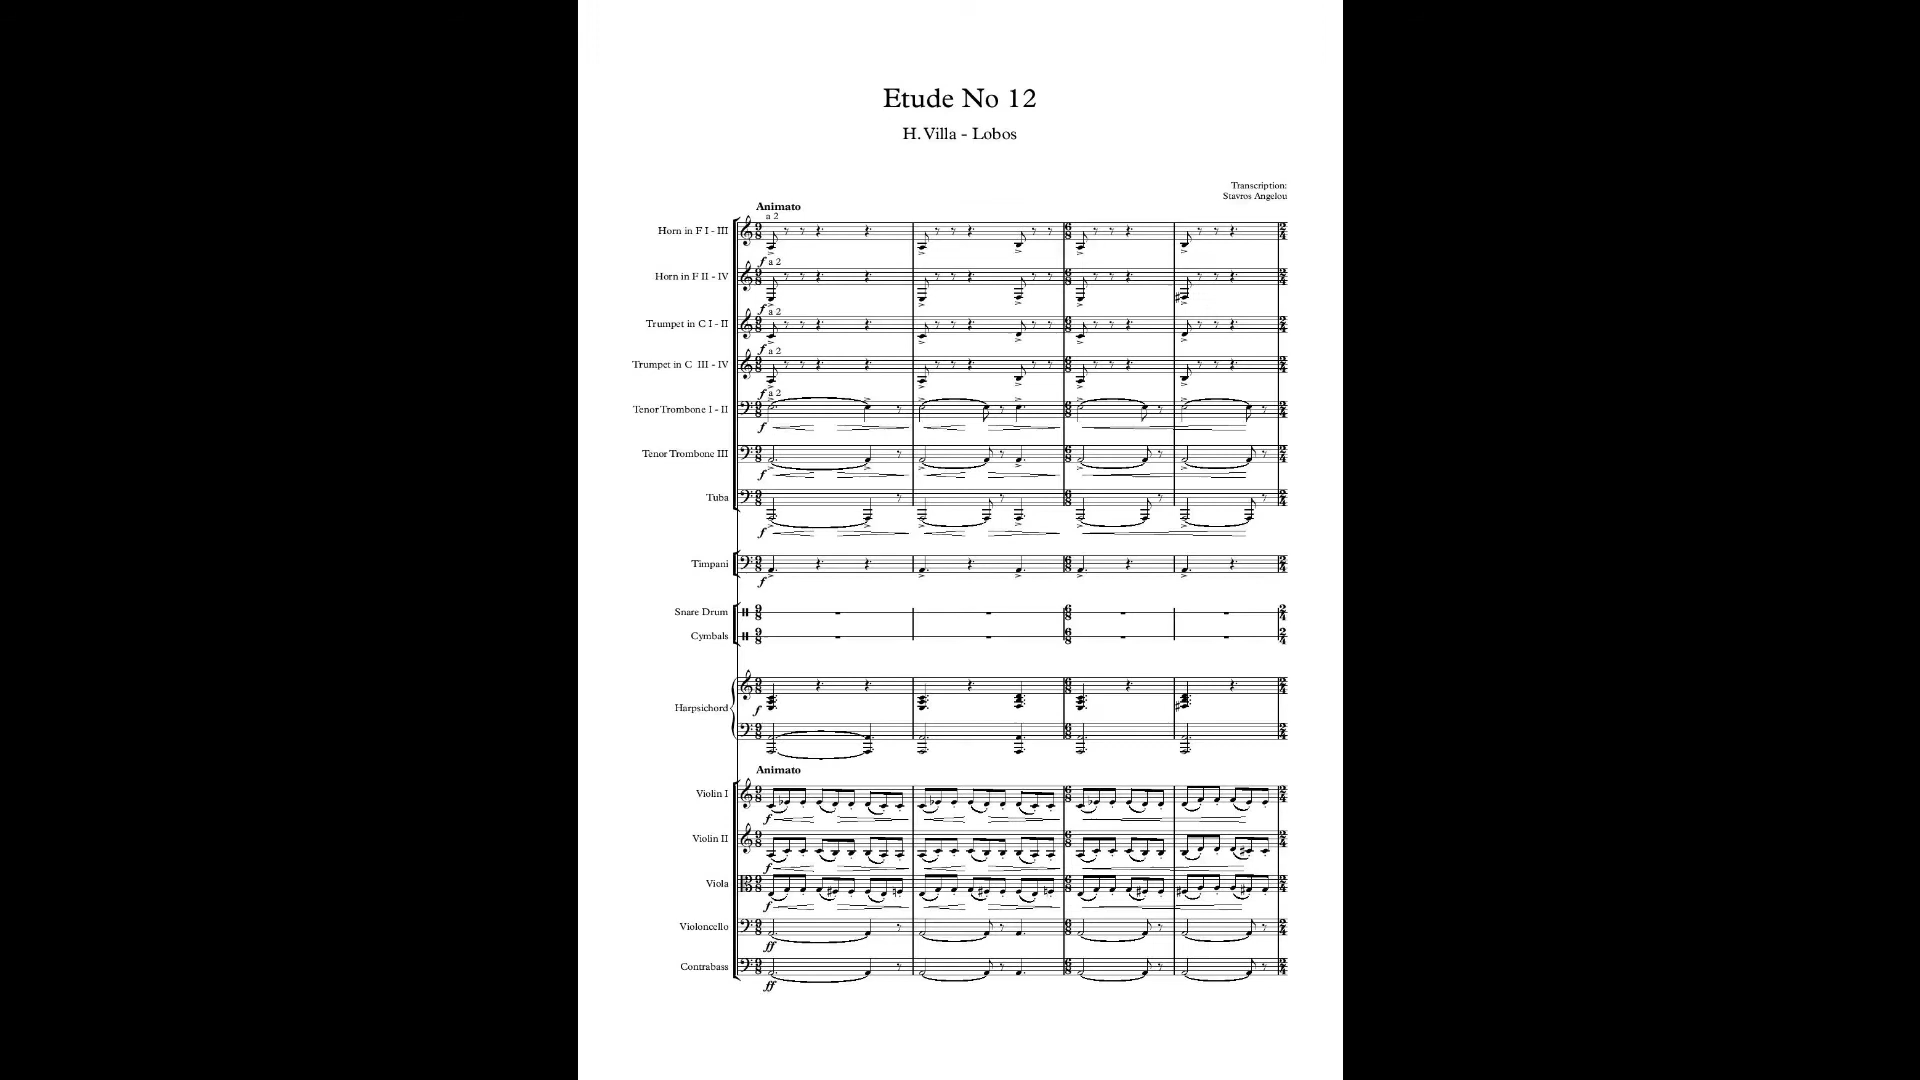 Etude No 12
H. Villa - Lobos
Transcription:
Stavros Angelou
Animato
a 2
Horn in F I - III
f
a 2
Horn in F II - IV
f
a 2
Trumpet in C I - II
f
a 2
Trumpet in C III - IV
f
a 2
Tenor Trombone I - II
f
Tenor Trombone III
f
Tuba
f
Timpani
f
Snare Drum
Cymbals
Harpsichord
f
Animato
Violin I
f
Violin II
f
Viola
f
Violoncello
ff
Contrabass
ff